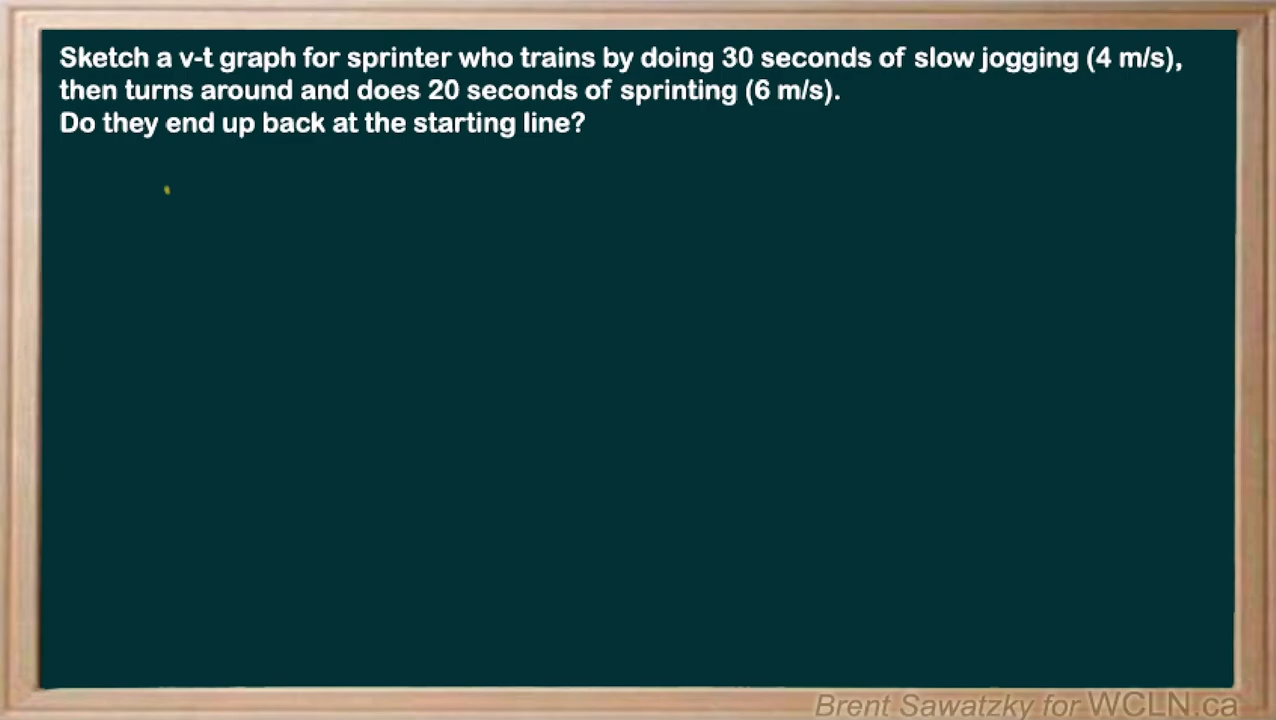 Sketch a v-t graph for sprinter who trains by doing 30 seconds of slow jogging (4 m/s),
then turns around and does 20 seconds of sprinting (6 m/s).
Do they end up back at the starting line?
Brent Sawatzky for WCLN.ca